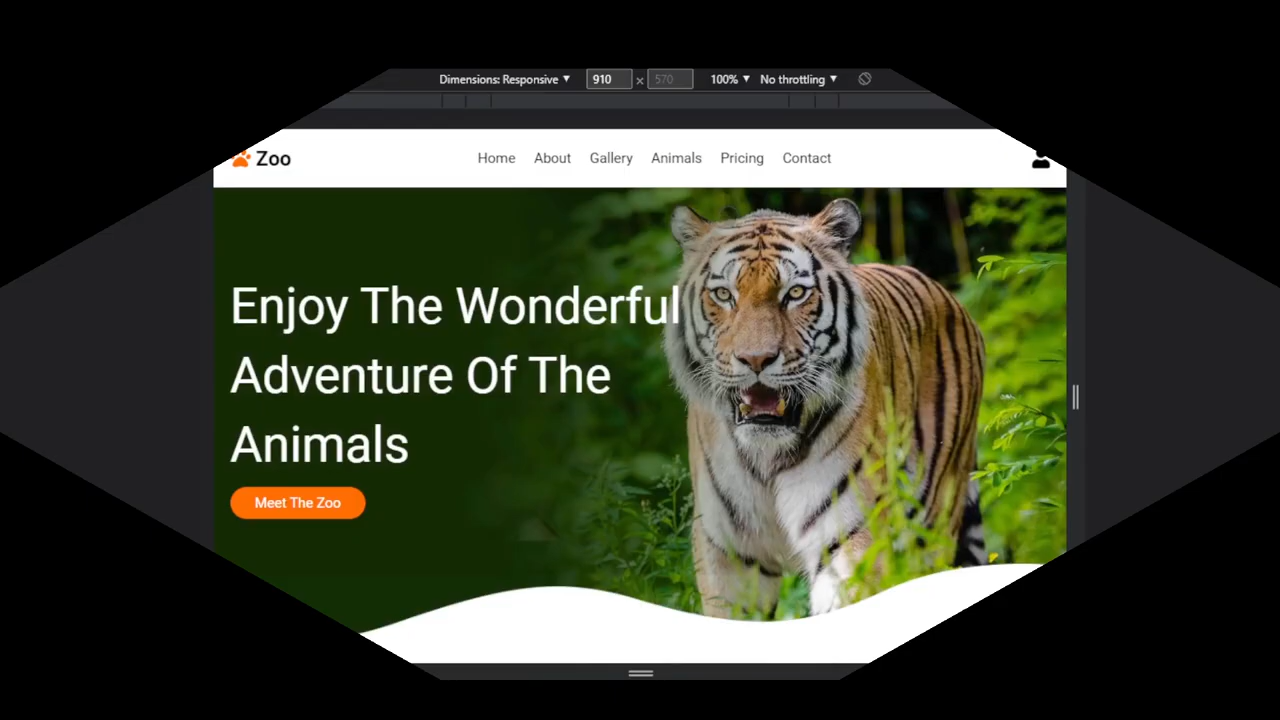 Dimensions: Responsive ▼ 910 × 570 100% ▼ No throttling ▼
Zoo Home About Gallery Animals Pricing Contact
Enjoy The Wonderful
Adventure Of The
Animals
Meet The Zoo